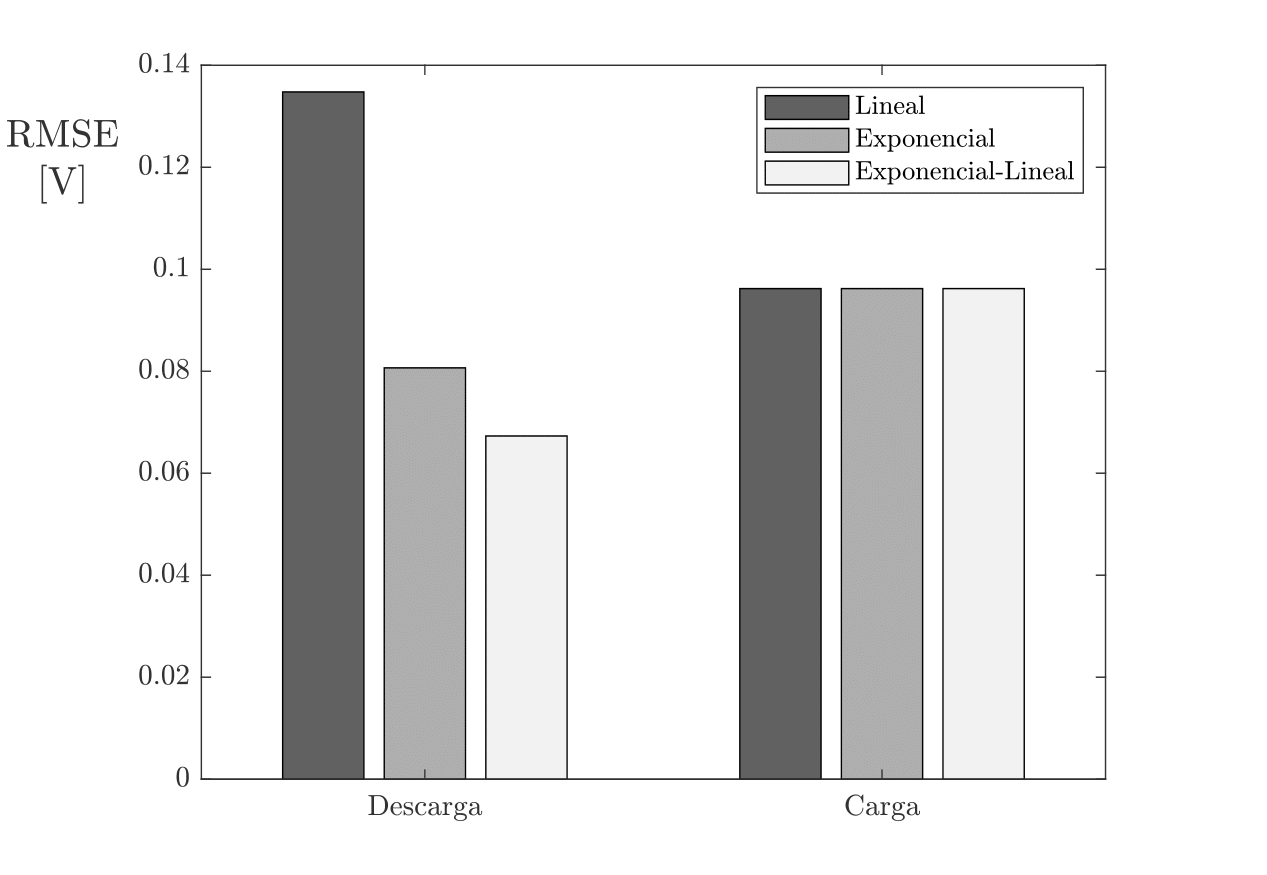 RMSE
[V]
0.14
0.12
0.1
0.08
0.06
0.04
0.02
0
Lineal
Exponencial
Exponencial-Lineal
Descarga
Carga